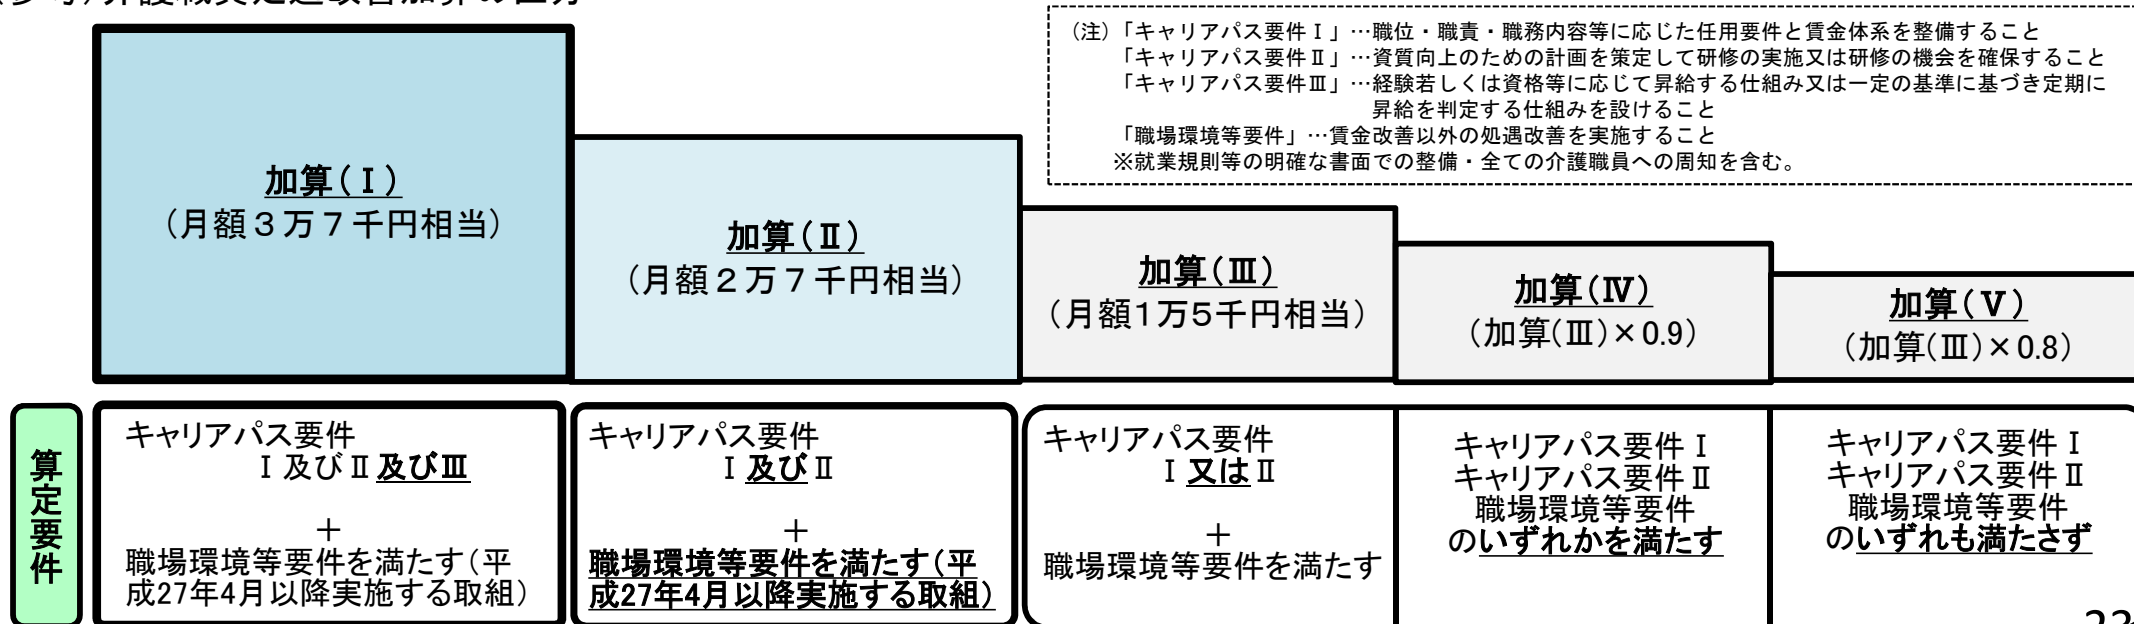 (参考)介護職員処遇改善加算の区分
(注)「キャリアパス要件Ⅰ」…職位・職責・職務内容等に応じた任用要件と賃金体系を整備すること
「キャリアパス要件Ⅱ」…資質向上のための計画を策定して研修の実施又は研修の機会を確保すること
「キャリアパス要件Ⅲ」…経験若しくは資格等に応じて昇給する仕組み又は一定の基準に基づき定期に
昇給を判定する仕組みを設けること
「職場環境等要件」…賃金改善以外の処遇改善を実施すること
※就業規則等の明確な書面での整備・全ての介護職員への周知を含む。
加算(Ⅰ)
(月額3万7千円相当)
加算(Ⅱ)
(月額2万7千円相当)
加算(Ⅲ)
(月額1万5千円相当)
加算(Ⅳ)
(加算(Ⅲ)×0.9)
加算(Ⅴ)
(加算(Ⅲ)×0.8)
算定要件
キャリアパス要件
Ⅰ及びⅡ及びⅢ
+
職場環境等要件を満たす(平
成27年4月以降実施する取組)
キャリアパス要件
Ⅰ及びⅡ
+
職場環境等要件を満たす(平
成27年4月以降実施する取組)
キャリアパス要件
Ⅰ又はⅡ
+
職場環境等要件を満たす
キャリアパス要件Ⅰ
キャリアパス要件Ⅱ
職場環境等要件
のいずれかを満たす
キャリアパス要件Ⅰ
キャリアパス要件Ⅱ
職場環境等要件
のいずれも満たさず